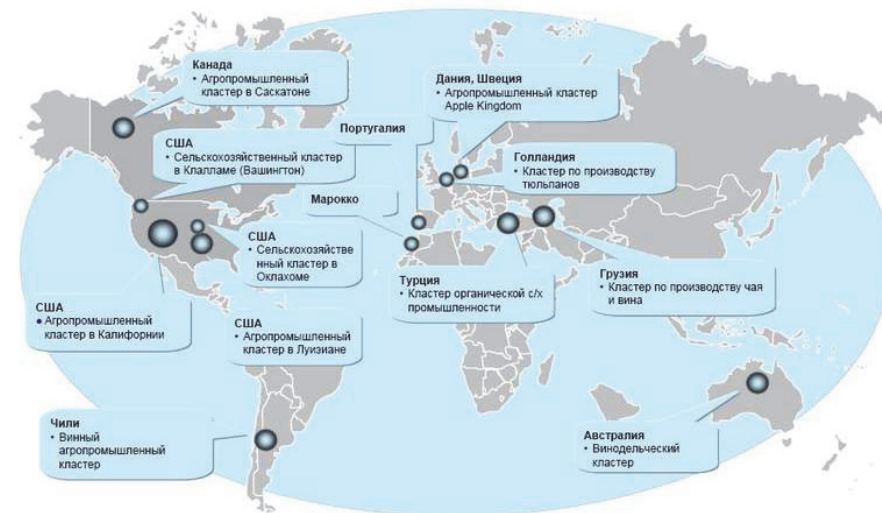 Канада
• Агропромышленный
кластер в Саскатоне
Дания, Швеция
• Агропромышленный кластер
Apple Kingdom
Португалия
США
• Сельскохозяйственный кластер
в Клалламе (Вашингтон)
Голландия
• Кластер по производству
тюльпанов
Марокко
США
• Сельскохозяйстве
нный кластер в
Оклахоме
Турция
• Кластер органической с/х
промышленности
Грузия
• Кластер по производству чая
и вина
США
• Агропромышленный
кластер в Калифорнии
США
• Агропромышленный
кластер в Луизиане
Чили
• Винный
агропромышленный
кластер
Австралия
• Винодельческий
кластер